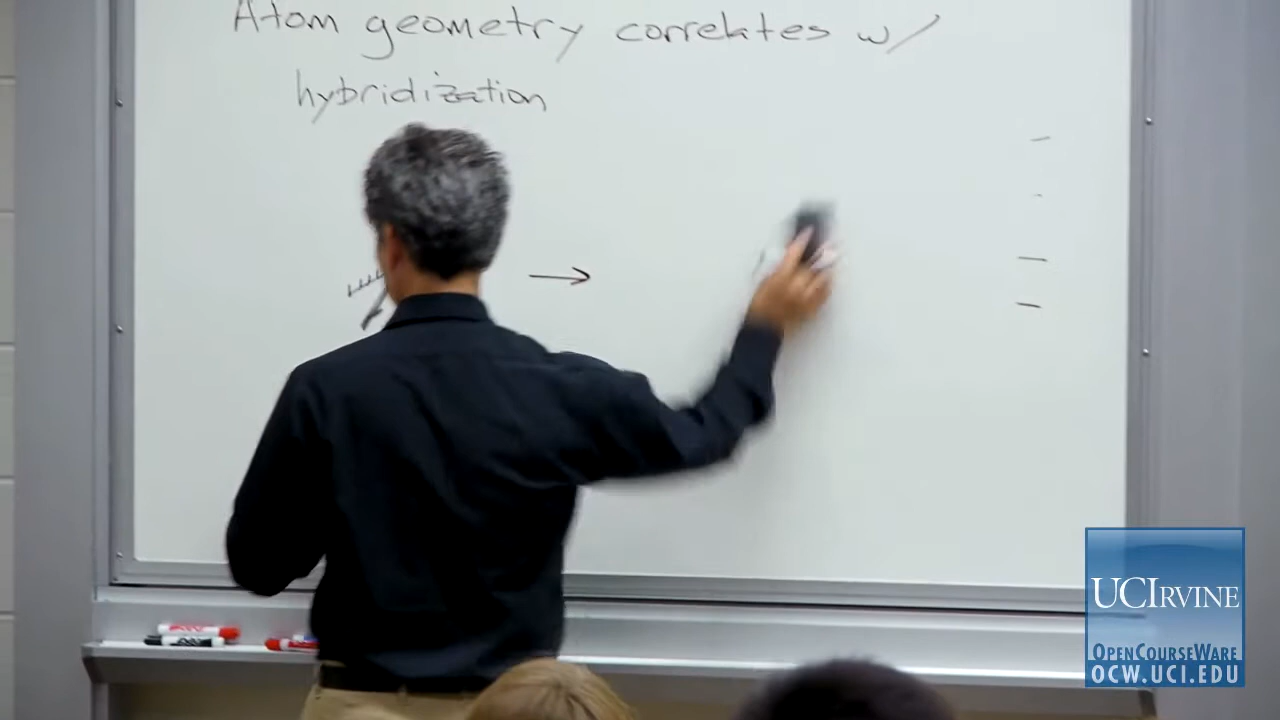 Atom geometry correlates w/
hybridization
UCIRVINE
OPENCOURSEWARE
OCW.UCI.EDU